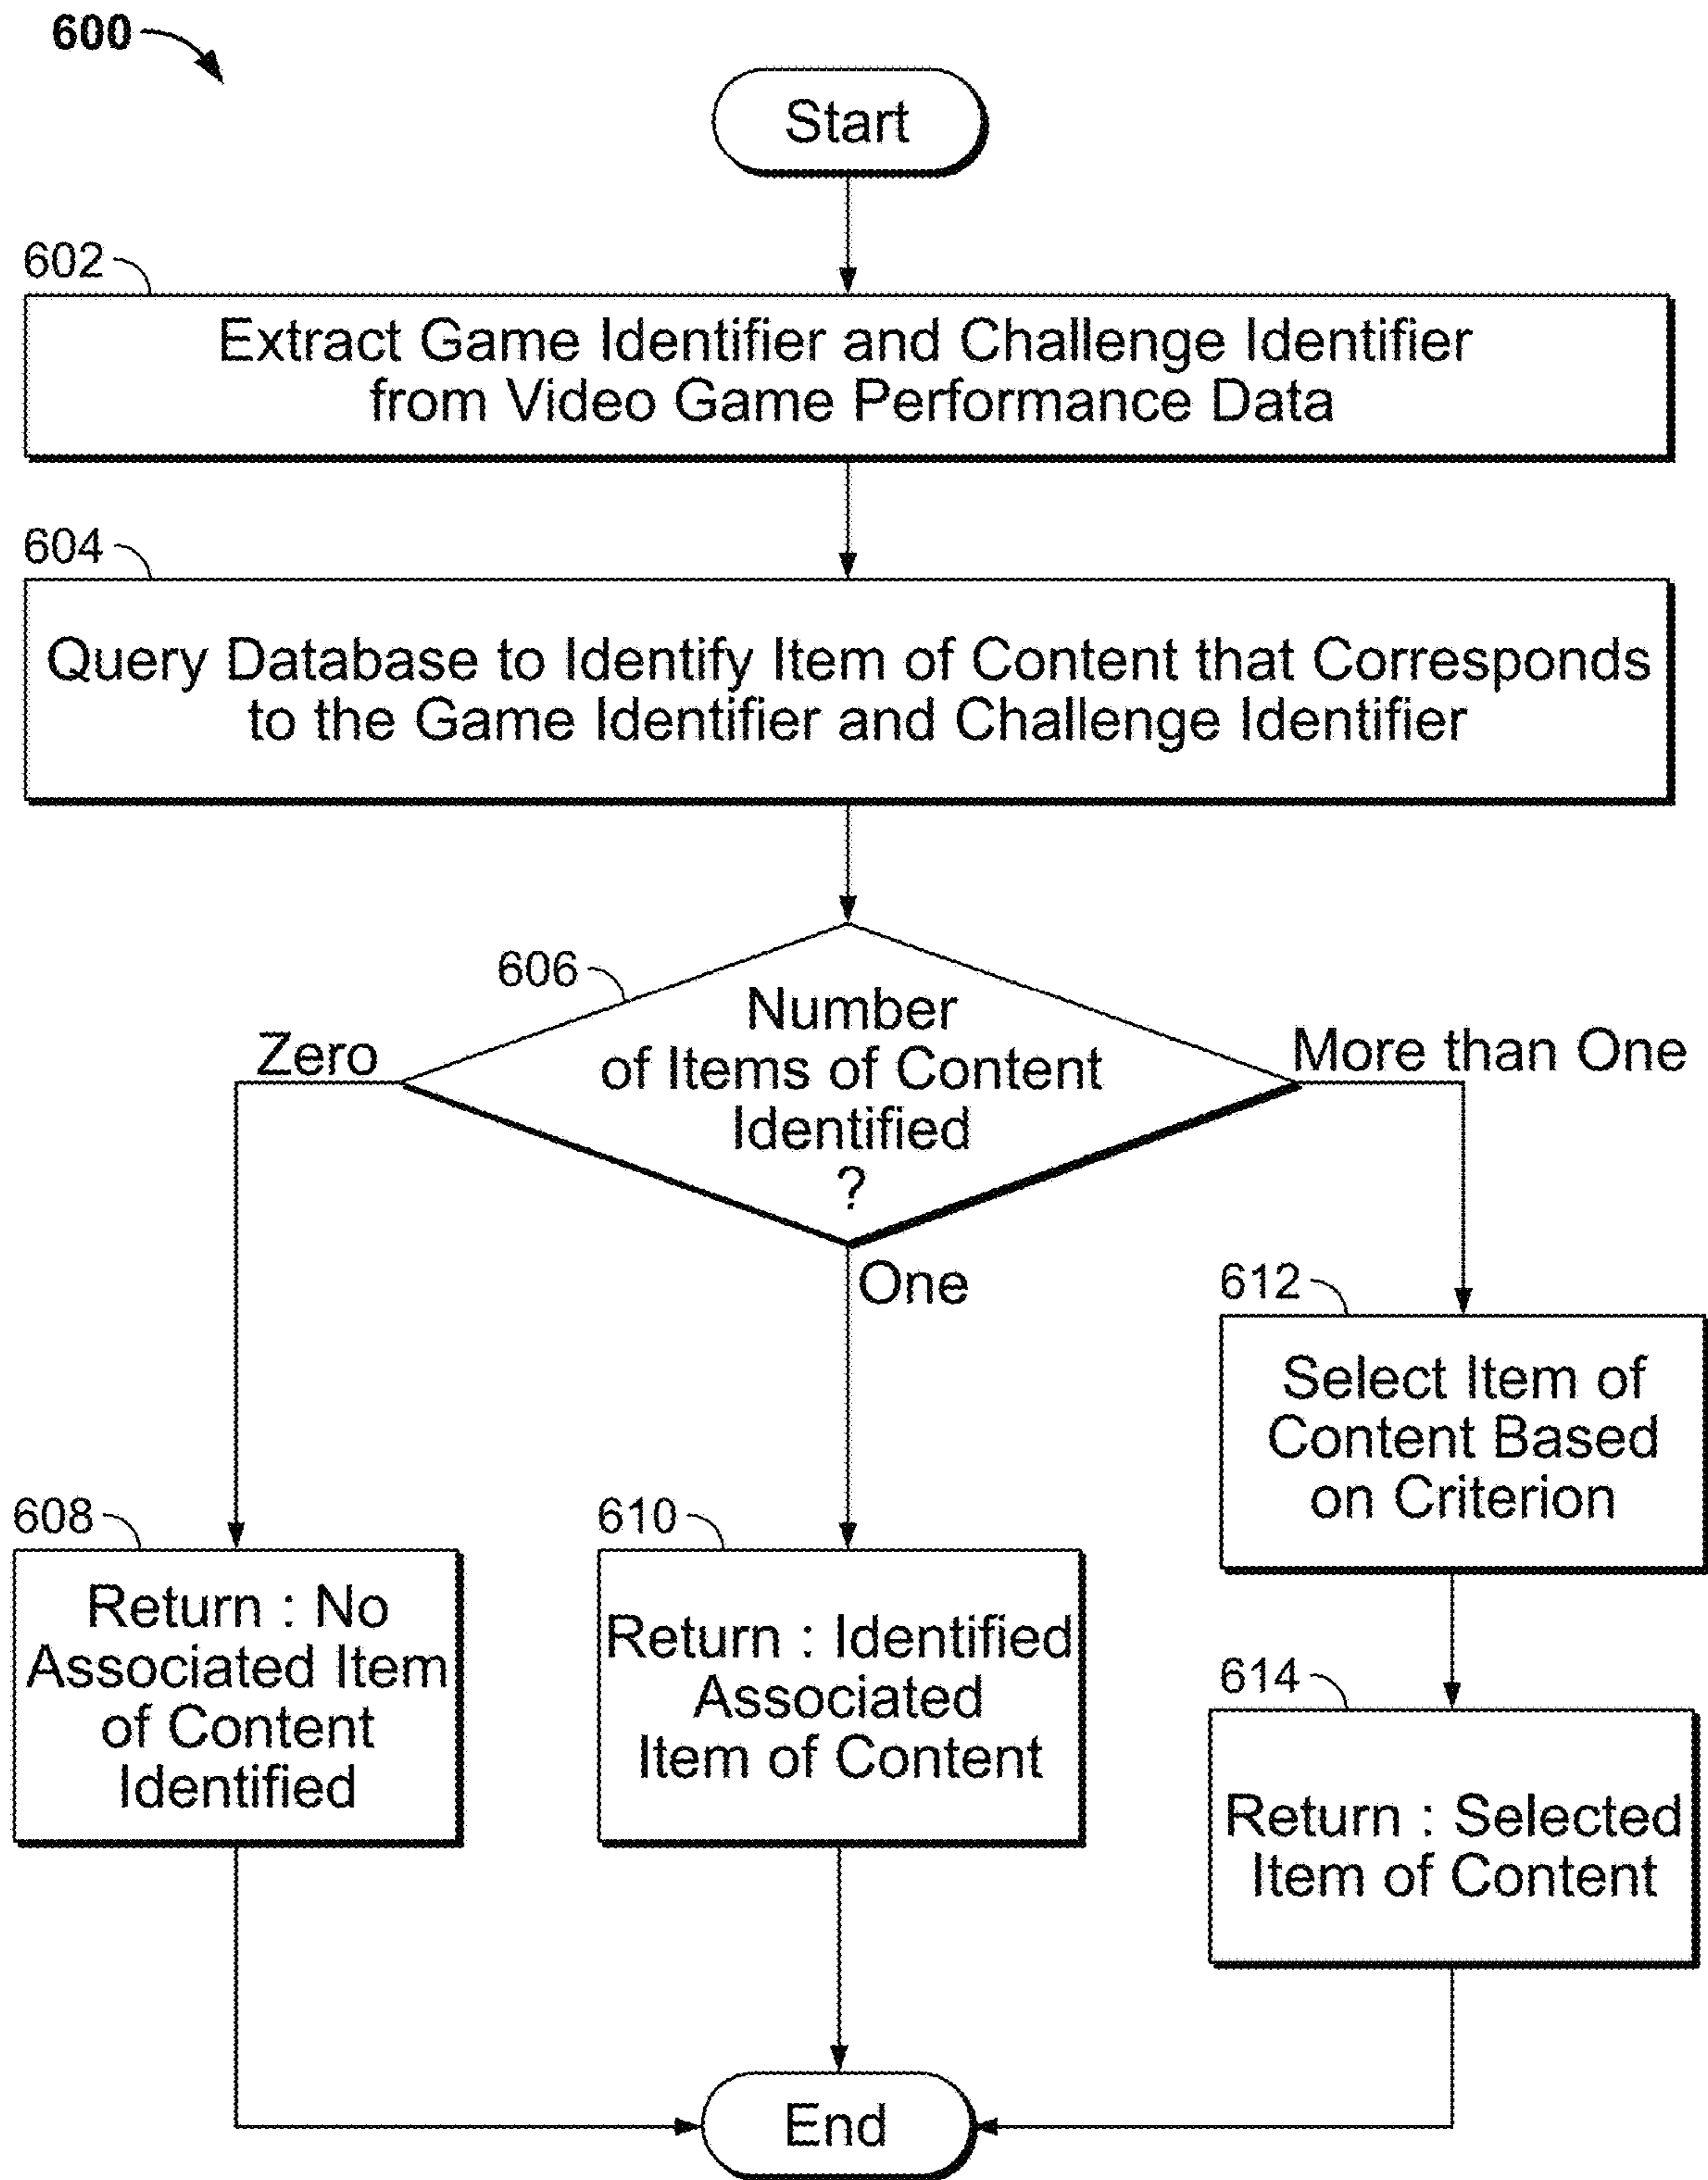 600
Start
602
Extract Game Identifier and Challenge Identifier
from Video Game Performance Data
604
Query Database to Identify Item of Content that Corresponds
to the Game Identifier and Challenge Identifier
606
Number
of Items of Content
Identified
?
Zero
More than One
One
612
Select Item of
Content Based
on Criterion
608
Return : No
Associated Item
of Content
Identified
610
Return : Identified
Associated
Item of Content
614
Return : Selected
Item of Content
End